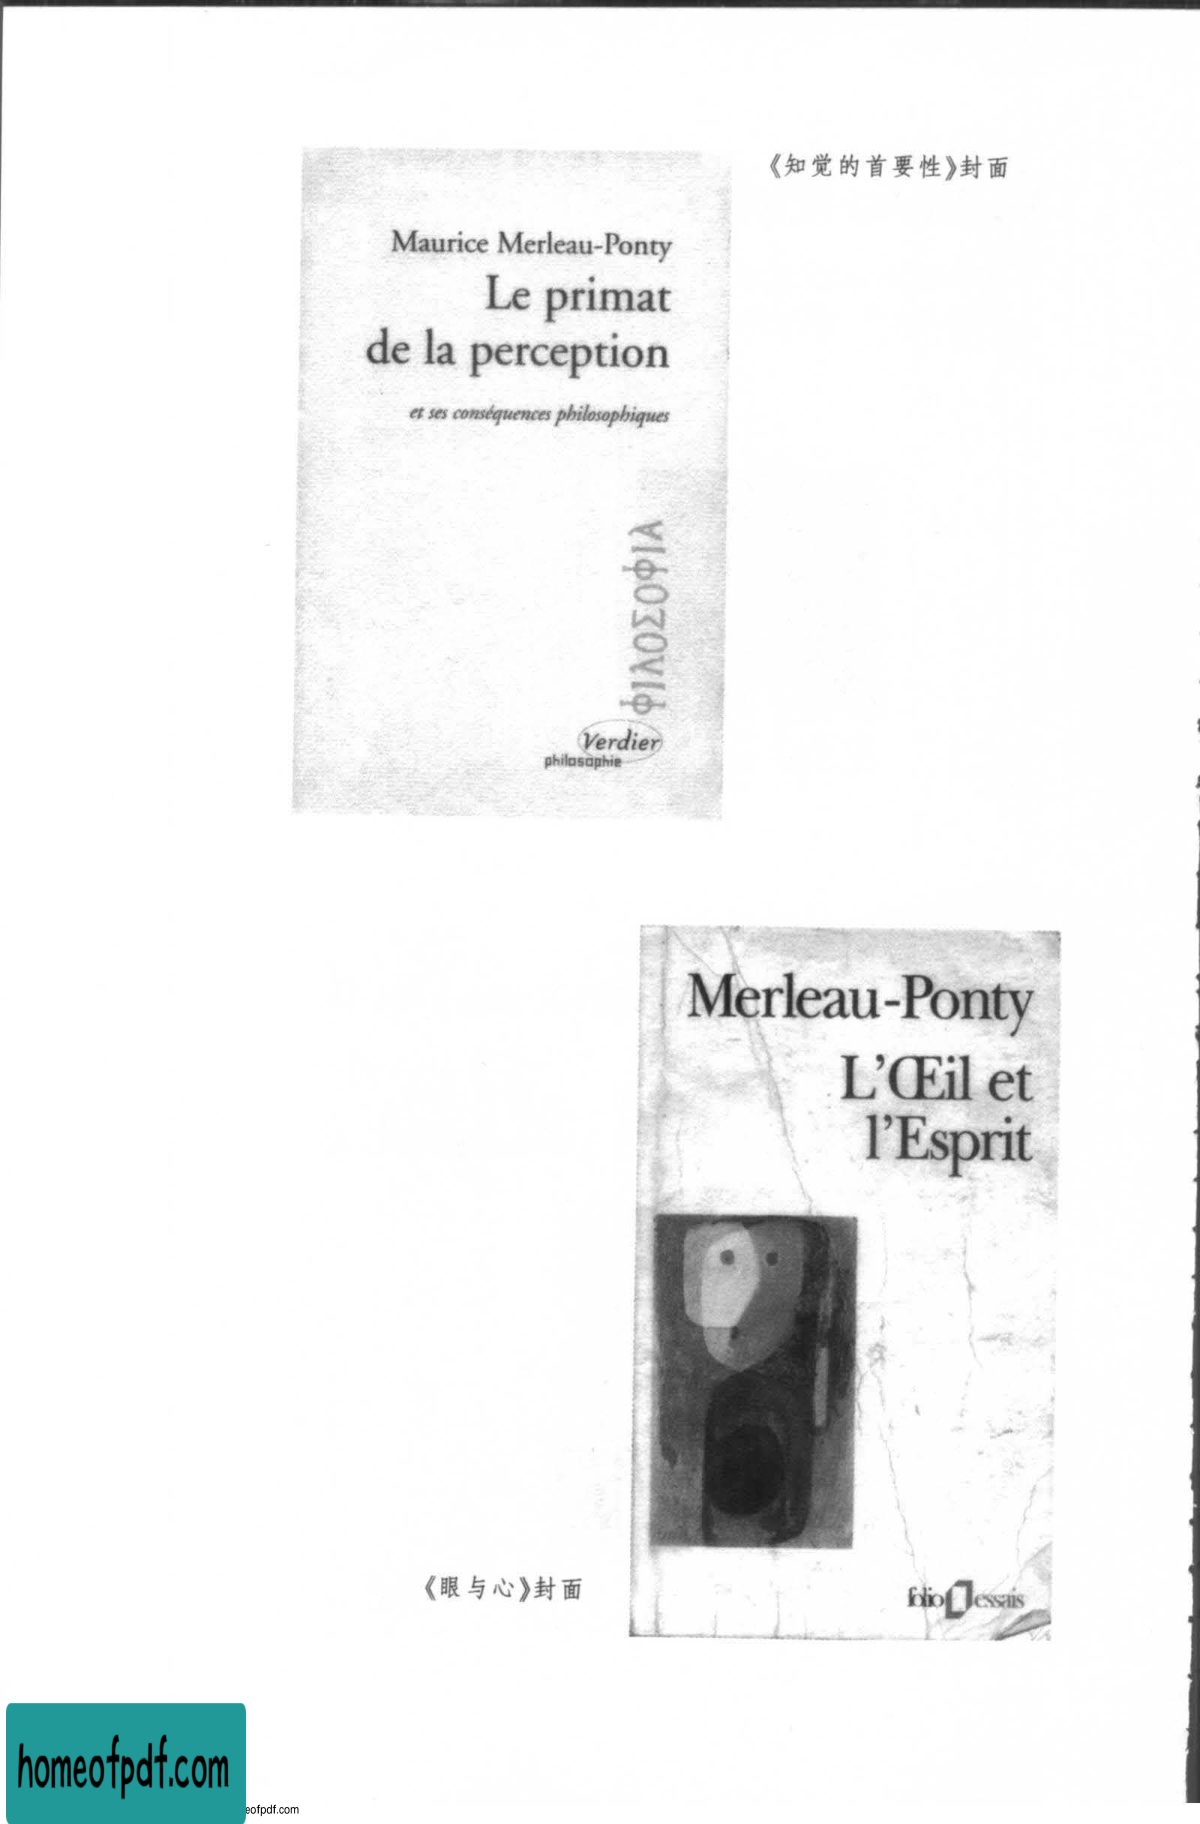 《知觉的首要性》封面
Maurice Merleau-Ponty
Le primat
de la perception
et ses conséquences philosophiques
φιλοσοφιλ
Verdier
philosophie
Merleau-Ponty
L'Œil et
l'Esprit
《眼与心》封面
folio essais
homeofpdf.com
eofpdf.com